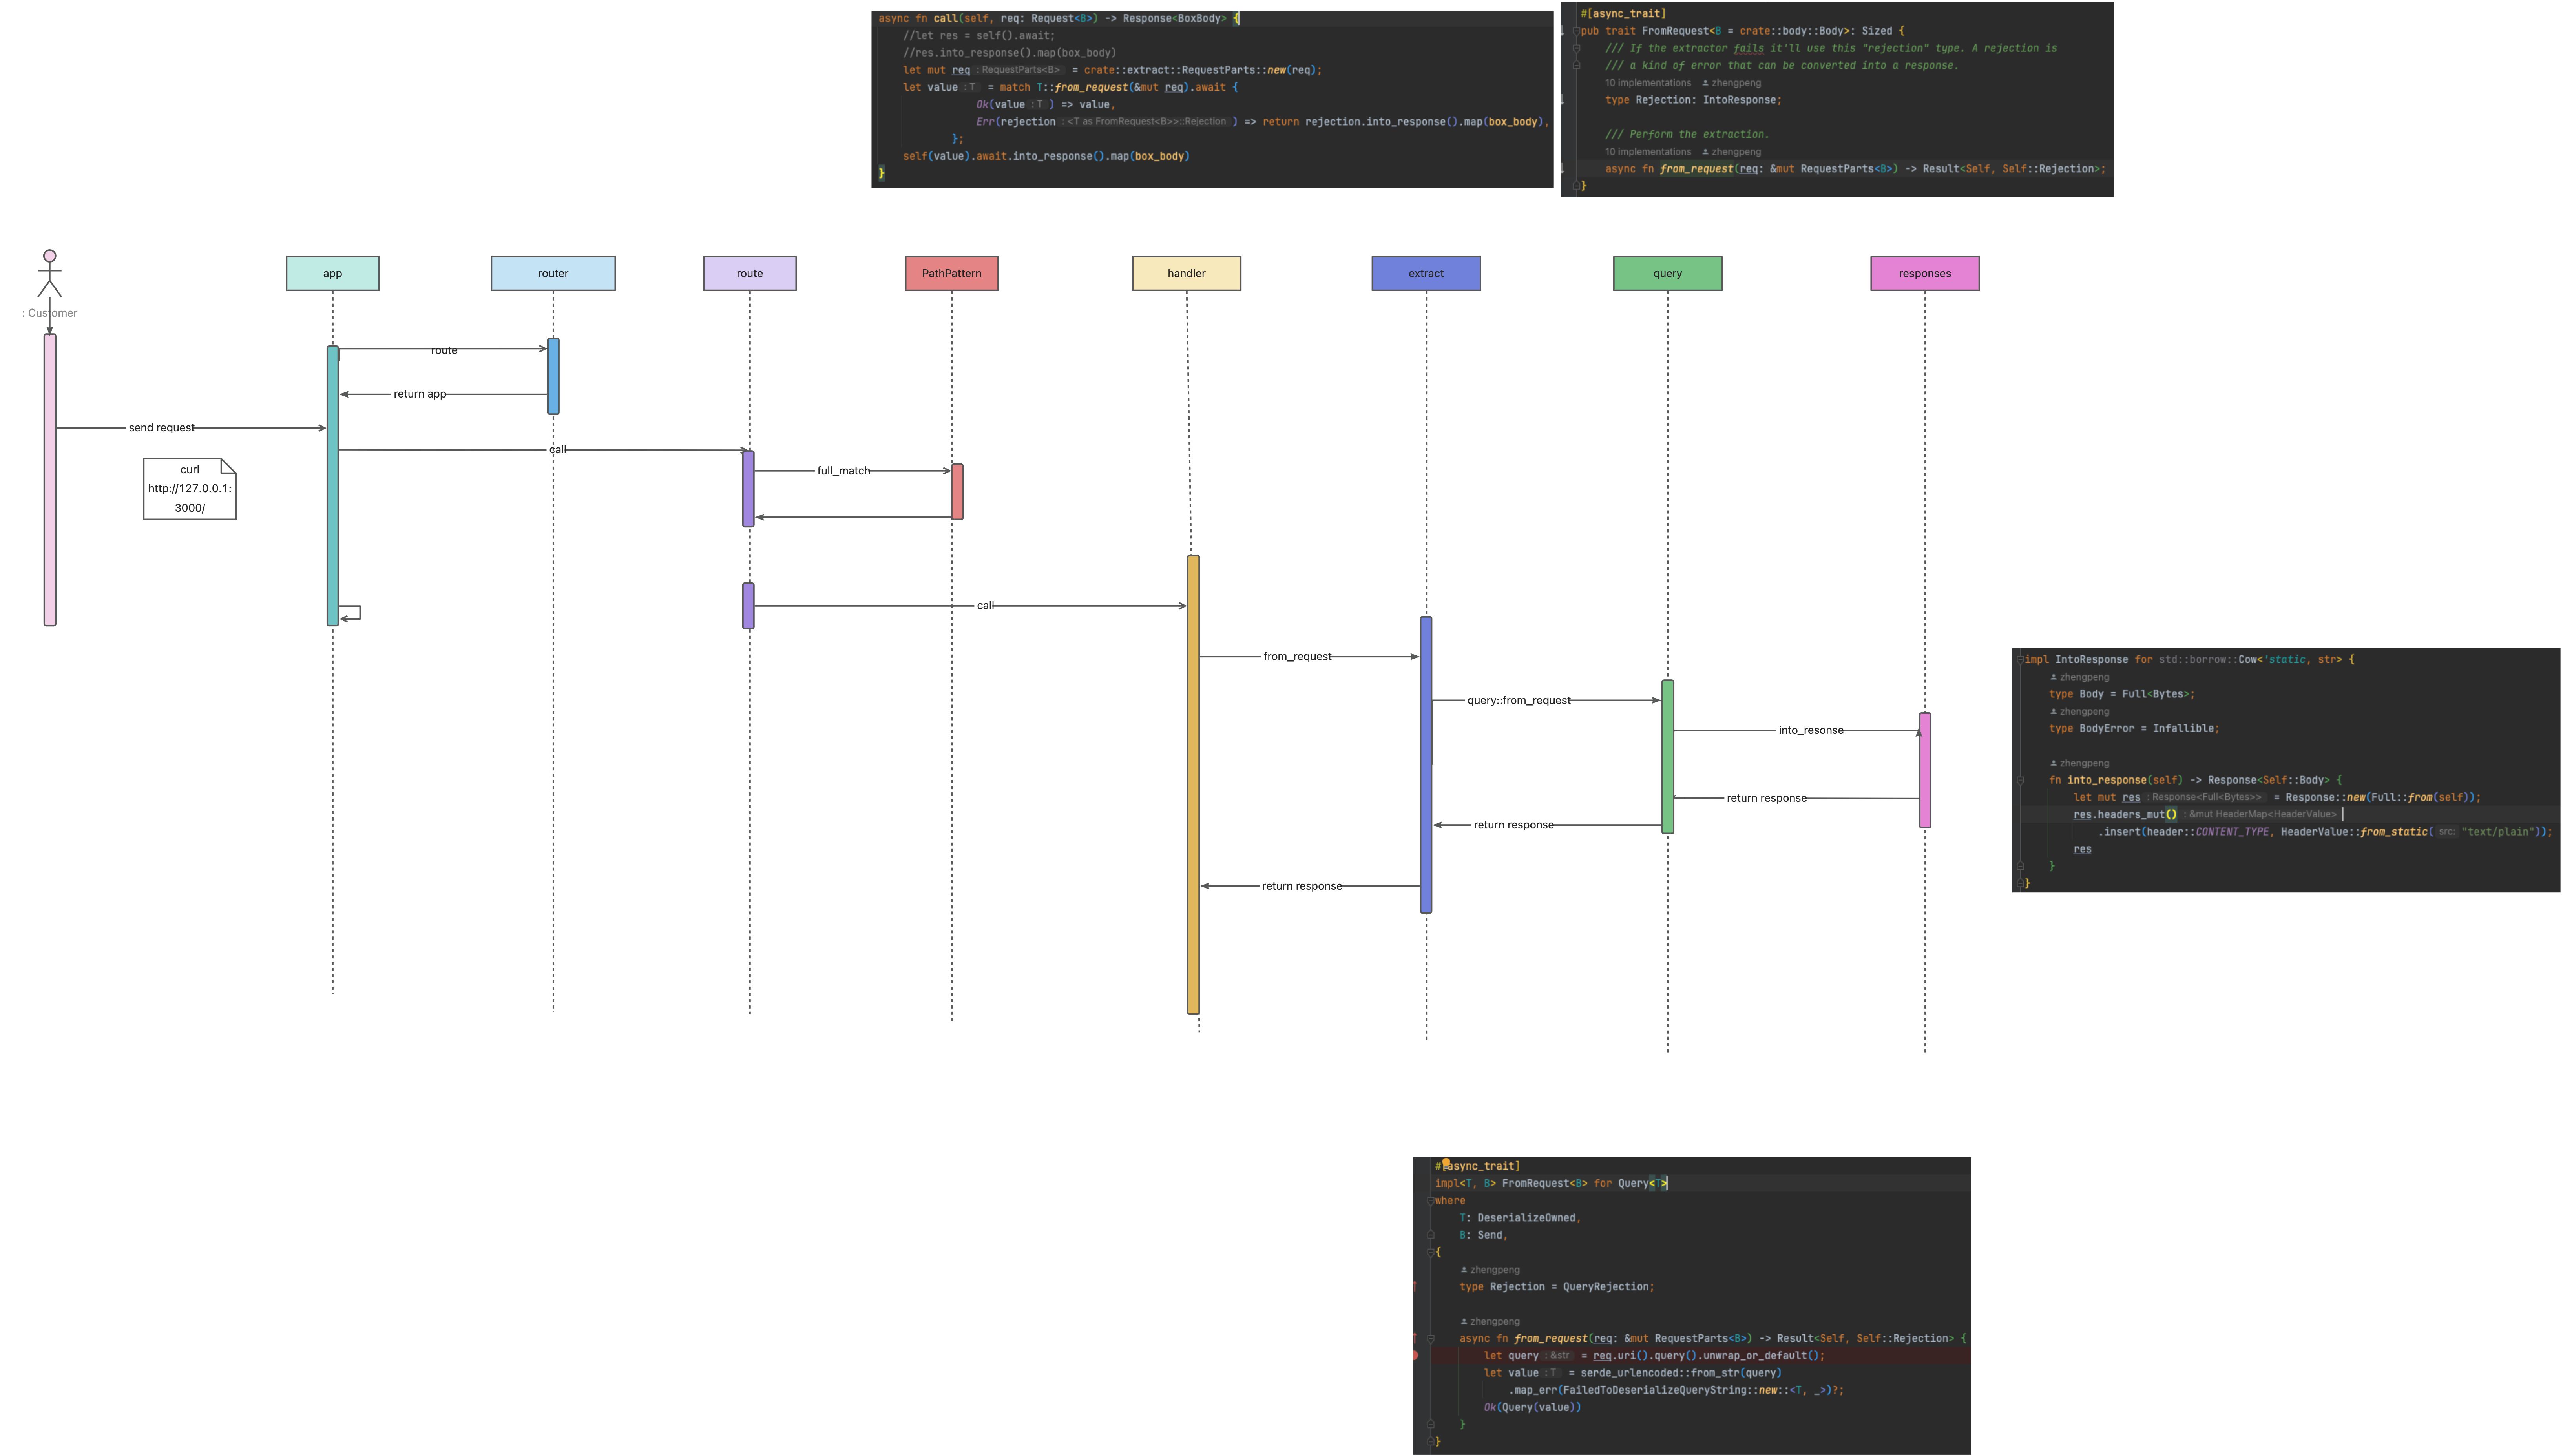 async fn call(self, req: Request<B>) -> Response<BoxBody> {
//let res = self().await;
//res.into_response().map(box_body)
let mut req : RequestParts<B> = crate::extract::RequestParts::new(req);
let value : T = match T::from_request(&mut req).await {
Ok(value : T ) => value,
Err(rejection : <T as FromRequest<B>>::Rejection ) => return rejection.into_response().map(box_body),
};
self(value).await.into_response().map(box_body)
}
#[async_trait]
pub trait FromRequest<B = crate::body::Body>: Sized {
/// If the extractor fails it'll use this "rejection" type. A rejection is
/// a kind of error that can be converted into a response.
10 implementations zhengpeng
type Rejection: IntoResponse;
/// Perform the extraction.
10 implementations zhengpeng
async fn from_request(req: &mut RequestParts<B>) -> Result<Self, Self::Rejection>;
}
: Customer
app
router
route
PathPattern
handler
extract
query
responses
route
return app
send request
call
curl
http://127.0.0.1:
3000/
full_match
call
from_request
query::from_request
into_resonse
return response
return response
return response
impl IntoResponse for std::borrow::Cow<'static, str> {
zhengpeng
type Body = Full<Bytes>;
zhengpeng
type BodyError = Infallible;
zhengpeng
fn into_response(self) -> Response<Self::Body> {
let mut res : Response<Full<Bytes>> = Response::new(Full::from(self));
res.headers_mut() : &mut HeaderMap<HeaderValue>
.insert(header::CONTENT_TYPE, HeaderValue::from_static( src: "text/plain"));
res
}
}
#[async_trait]
impl<T, B> FromRequest<B> for Query<T>
where
T: DeserializeOwned,
B: Send,
{
zhengpeng
type Rejection = QueryRejection;
zhengpeng
async fn from_request(req: &mut RequestParts<B>) -> Result<Self, Self::Rejection> {
let query : &str = req.uri().query().unwrap_or_default();
let value : T = serde_urlencoded::from_str(query)
.map_err(FailedToDeserializeQueryString::new::<T, _>)?;
Ok(Query(value))
}
}